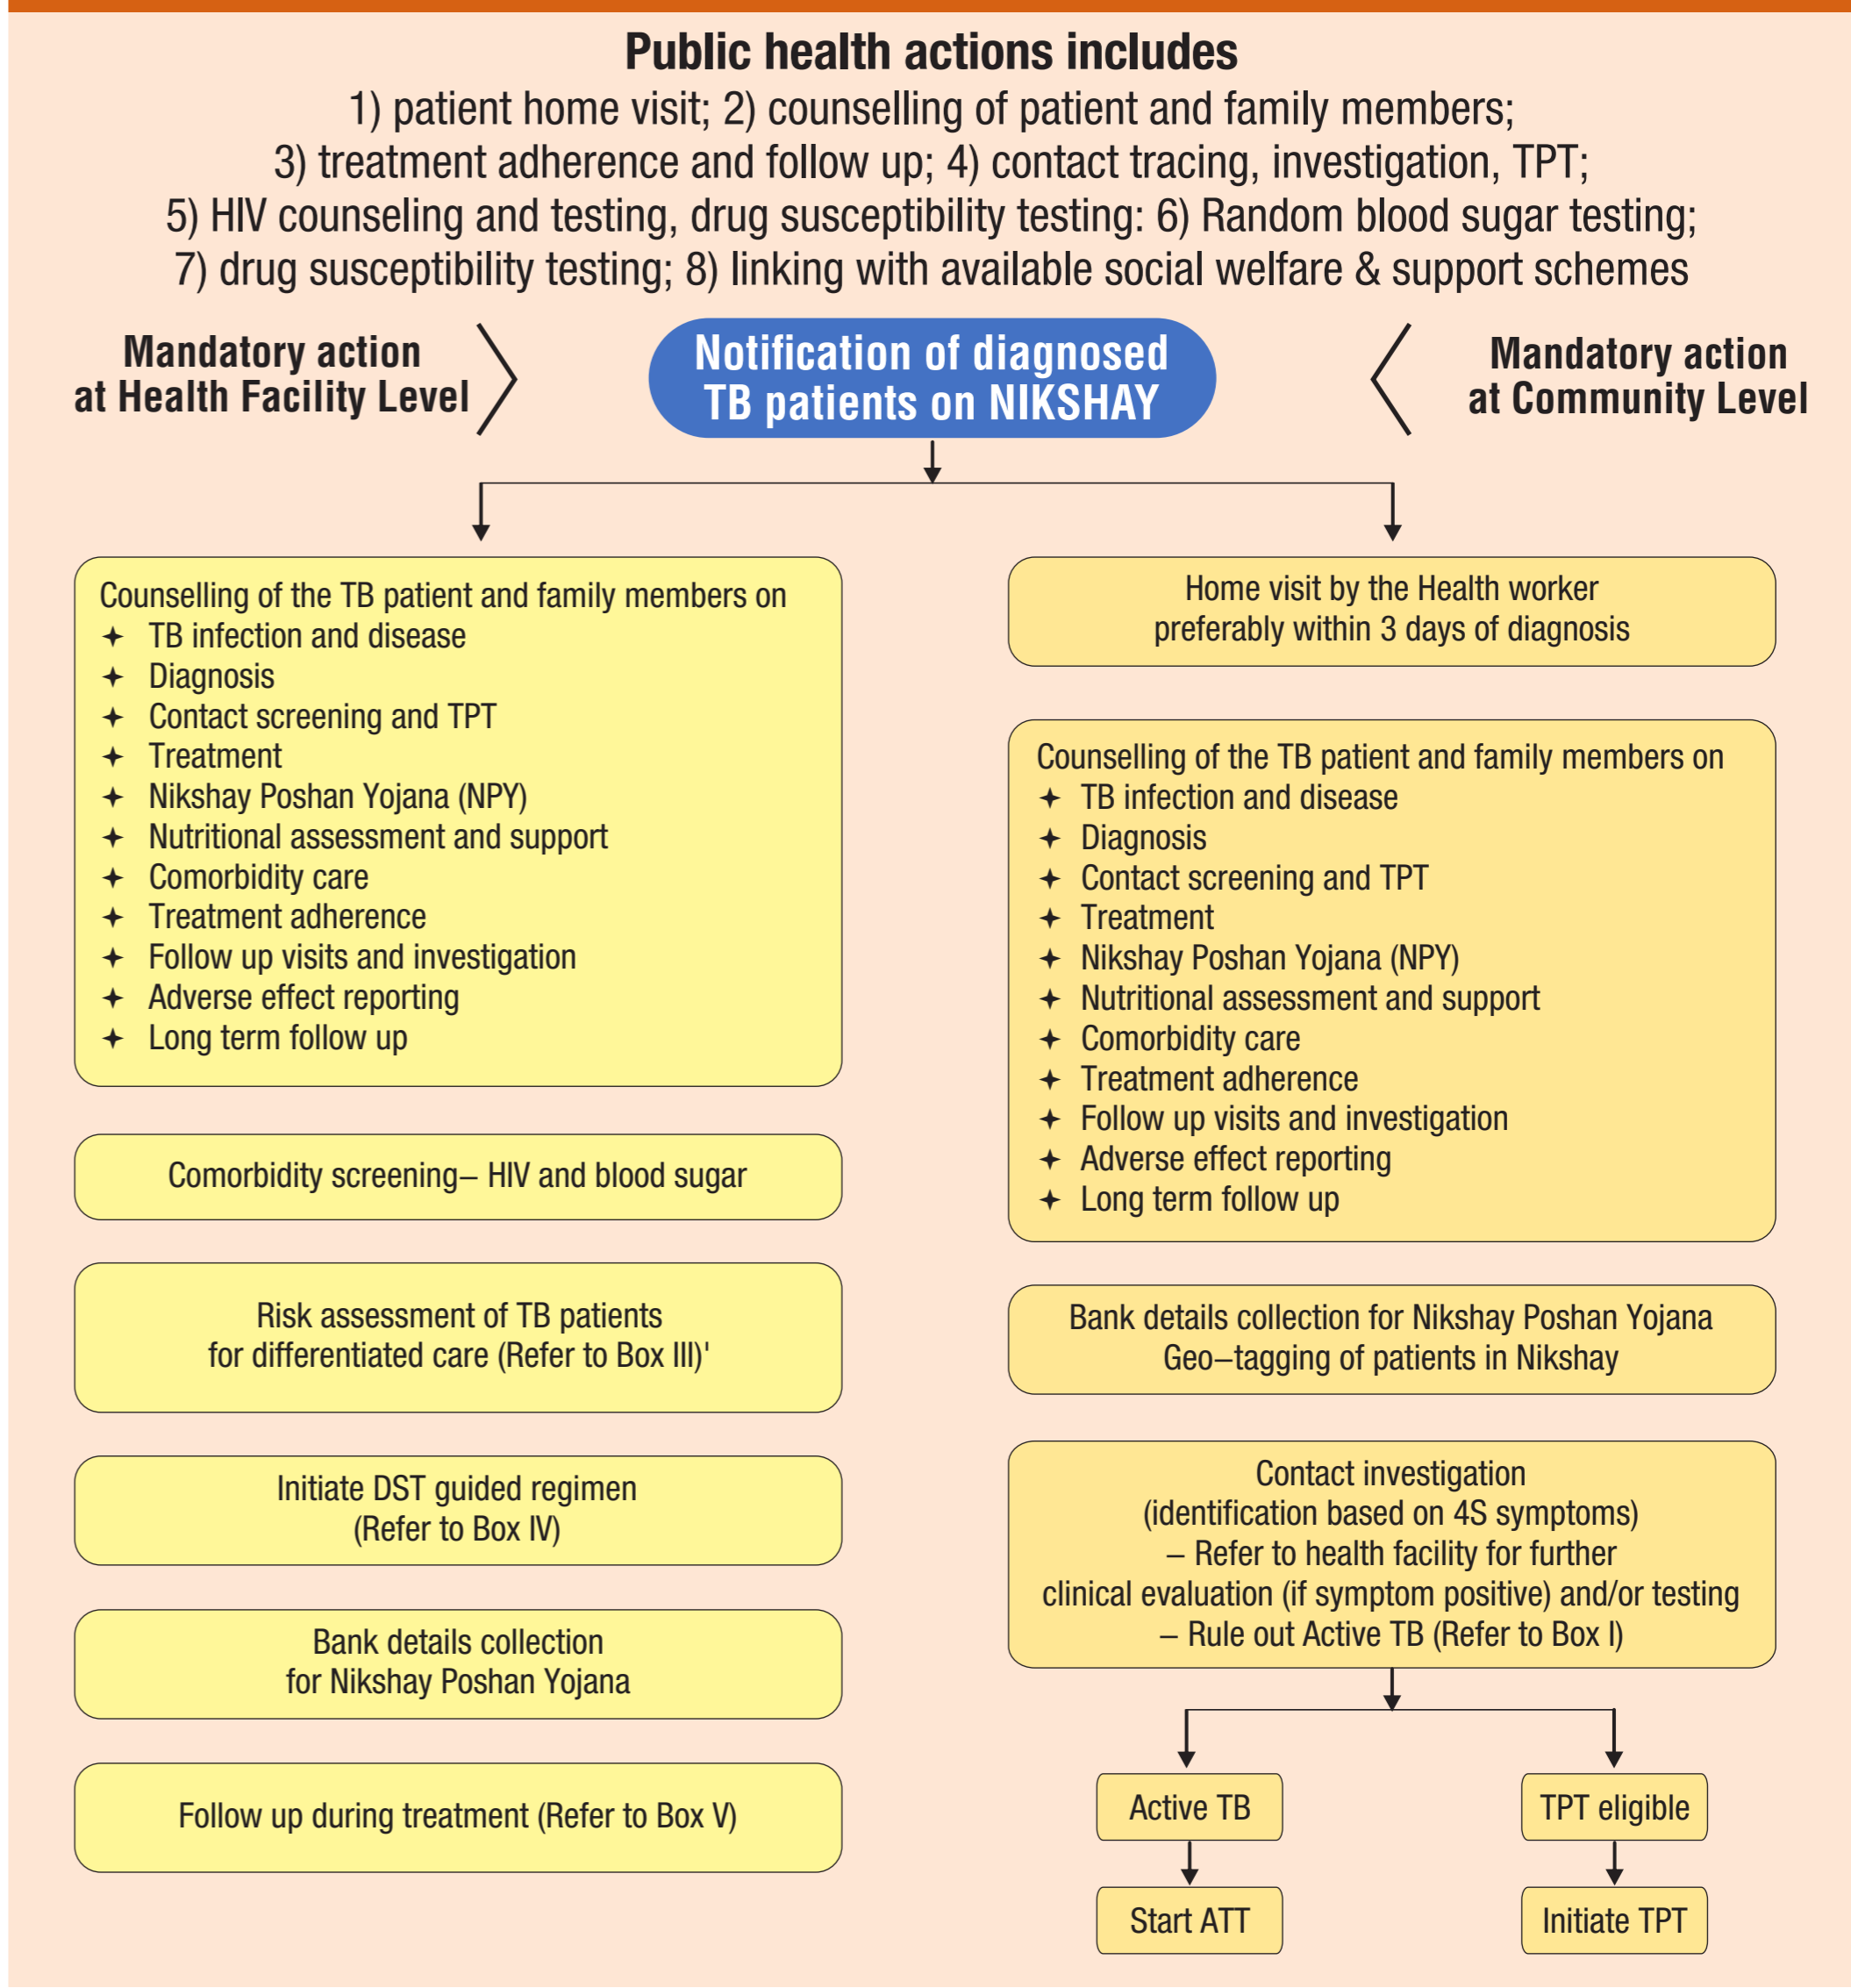 Public health actions includes
1) patient home visit; 2) counselling of patient and family members;
3) treatment adherence and follow up; 4) contact tracing, investigation, TPT;
5) HIV counseling and testing, drug susceptibility testing: 6) Random blood sugar testing;
7) drug susceptibility testing; 8) linking with available social welfare & support schemes
Mandatory action
at Health Facility Level
Notification of diagnosed
TB patients on NIKSHAY
Mandatory action
at Community Level
Counselling of the TB patient and family members on
✦ TB infection and disease
✦ Diagnosis
✦ Contact screening and TPT
✦ Treatment
✦ Nikshay Poshan Yojana (NPY)
✦ Nutritional assessment and support
✦ Comorbidity care
✦ Treatment adherence
✦ Follow up visits and investigation
✦ Adverse effect reporting
✦ Long term follow up
Comorbidity screening– HIV and blood sugar
Risk assessment of TB patients
for differentiated care (Refer to Box III)'
Initiate DST guided regimen
(Refer to Box IV)
Bank details collection
for Nikshay Poshan Yojana
Follow up during treatment (Refer to Box V)
Home visit by the Health worker
preferably within 3 days of diagnosis
Counselling of the TB patient and family members on
✦ TB infection and disease
✦ Diagnosis
✦ Contact screening and TPT
✦ Treatment
✦ Nikshay Poshan Yojana (NPY)
✦ Nutritional assessment and support
✦ Comorbidity care
✦ Treatment adherence
✦ Follow up visits and investigation
✦ Adverse effect reporting
✦ Long term follow up
Bank details collection for Nikshay Poshan Yojana
Geo–tagging of patients in Nikshay
Contact investigation
(identification based on 4S symptoms)
– Refer to health facility for further
clinical evaluation (if symptom positive) and/or testing
– Rule out Active TB (Refer to Box I)
Active TB
TPT eligible
Start ATT
Initiate TPT